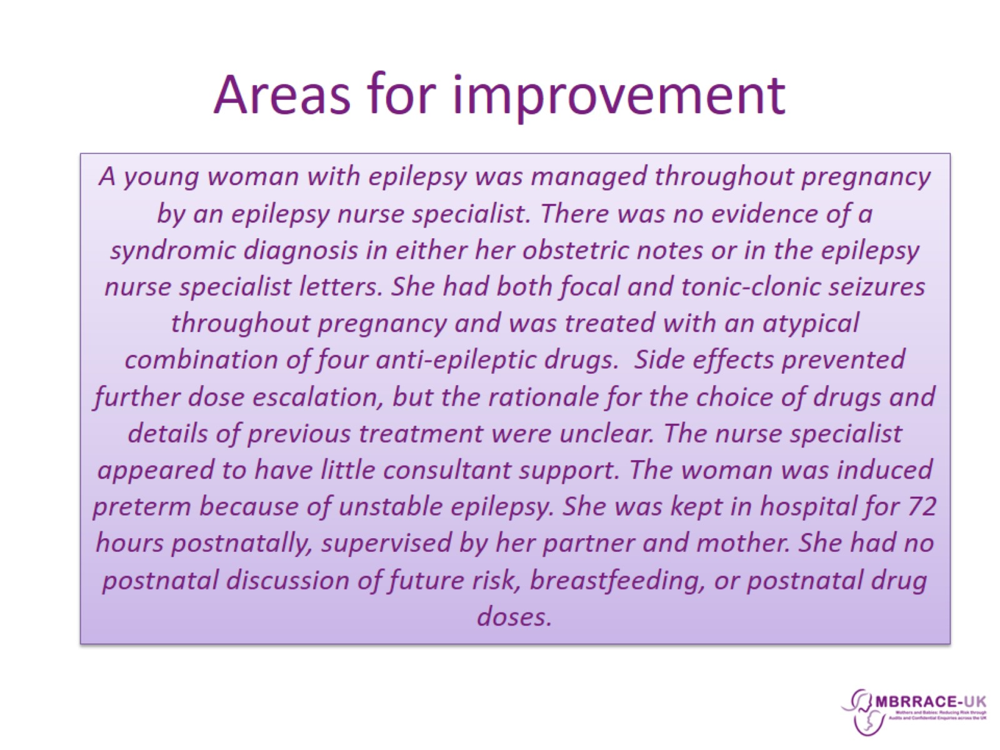 Areas for improvement
A young woman with epilepsy was managed throughout pregnancy
by an epilepsy nurse specialist. There was no evidence of a
syndromic diagnosis in either her obstetric notes or in the epilepsy
nurse specialist letters. She had both focal and tonic-clonic seizures
throughout pregnancy and was treated with an atypical
combination of four anti-epileptic drugs.  Side effects prevented
further dose escalation, but the rationale for the choice of drugs and
details of previous treatment were unclear. The nurse specialist
appeared to have little consultant support. The woman was induced
preterm because of unstable epilepsy. She was kept in hospital for 72
hours postnatally, supervised by her partner and mother. She had no
postnatal discussion of future risk, breastfeeding, or postnatal drug
doses.
MBRRACE-UK
Mothers and Babies: Reducing Risk through
Audits and Confidential Enquiries across the UK